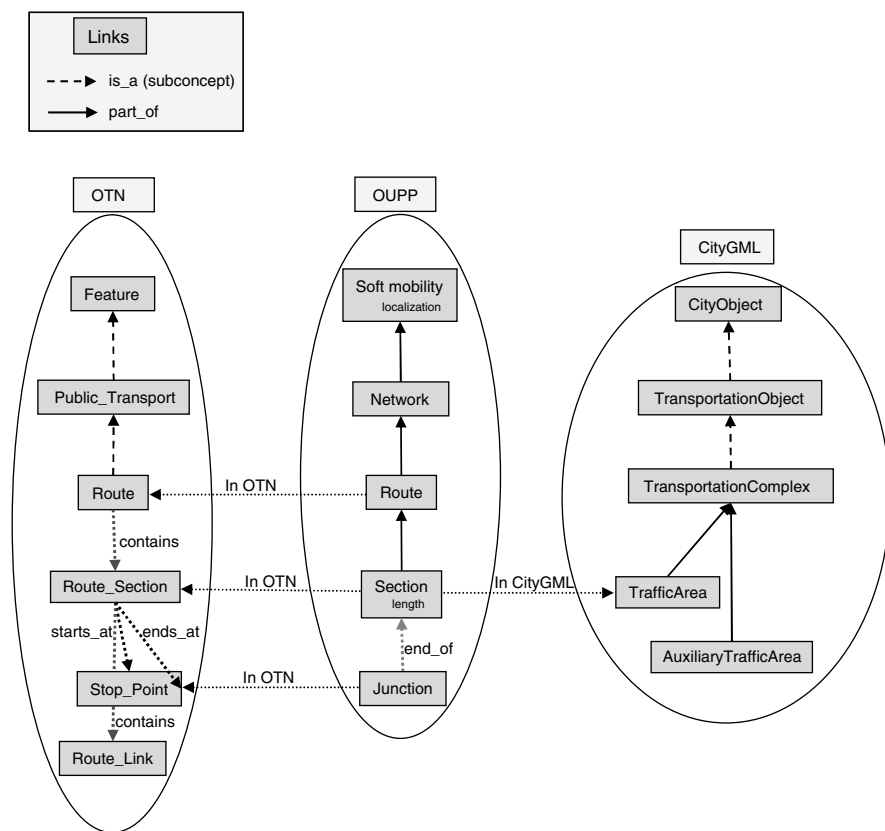 Links
is_a (subconcept)
part_of
OTN
OUPP
CityGML
Feature
Soft mobility
localization
CityObject
Public_Transport
Network
TransportationObject
Route
In OTN
Route
TransportationComplex
contains
Route_Section
In OTN
Section
length
In CityGML
TrafficArea
starts_at
ends_at
end_of
AuxiliaryTrafficArea
Stop_Point
In OTN
Junction
contains
Route_Link